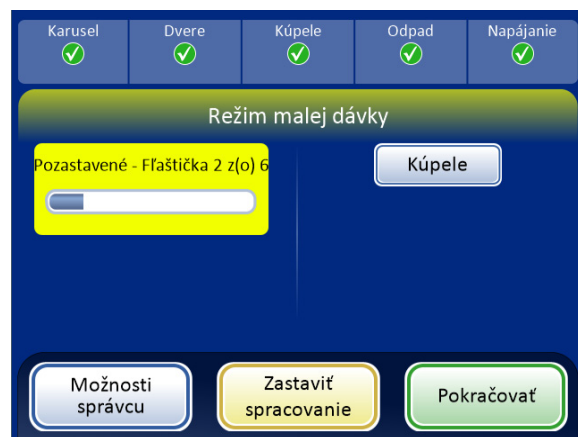 Karusel Dvere Kúpele Odpad Napájanie
Režim malej dávky
Pozastavené - Fľaštička 2 z(o) 6
Kúpele
Možnosti
správcu
Zastaviť
spracovanie
Pokračovať